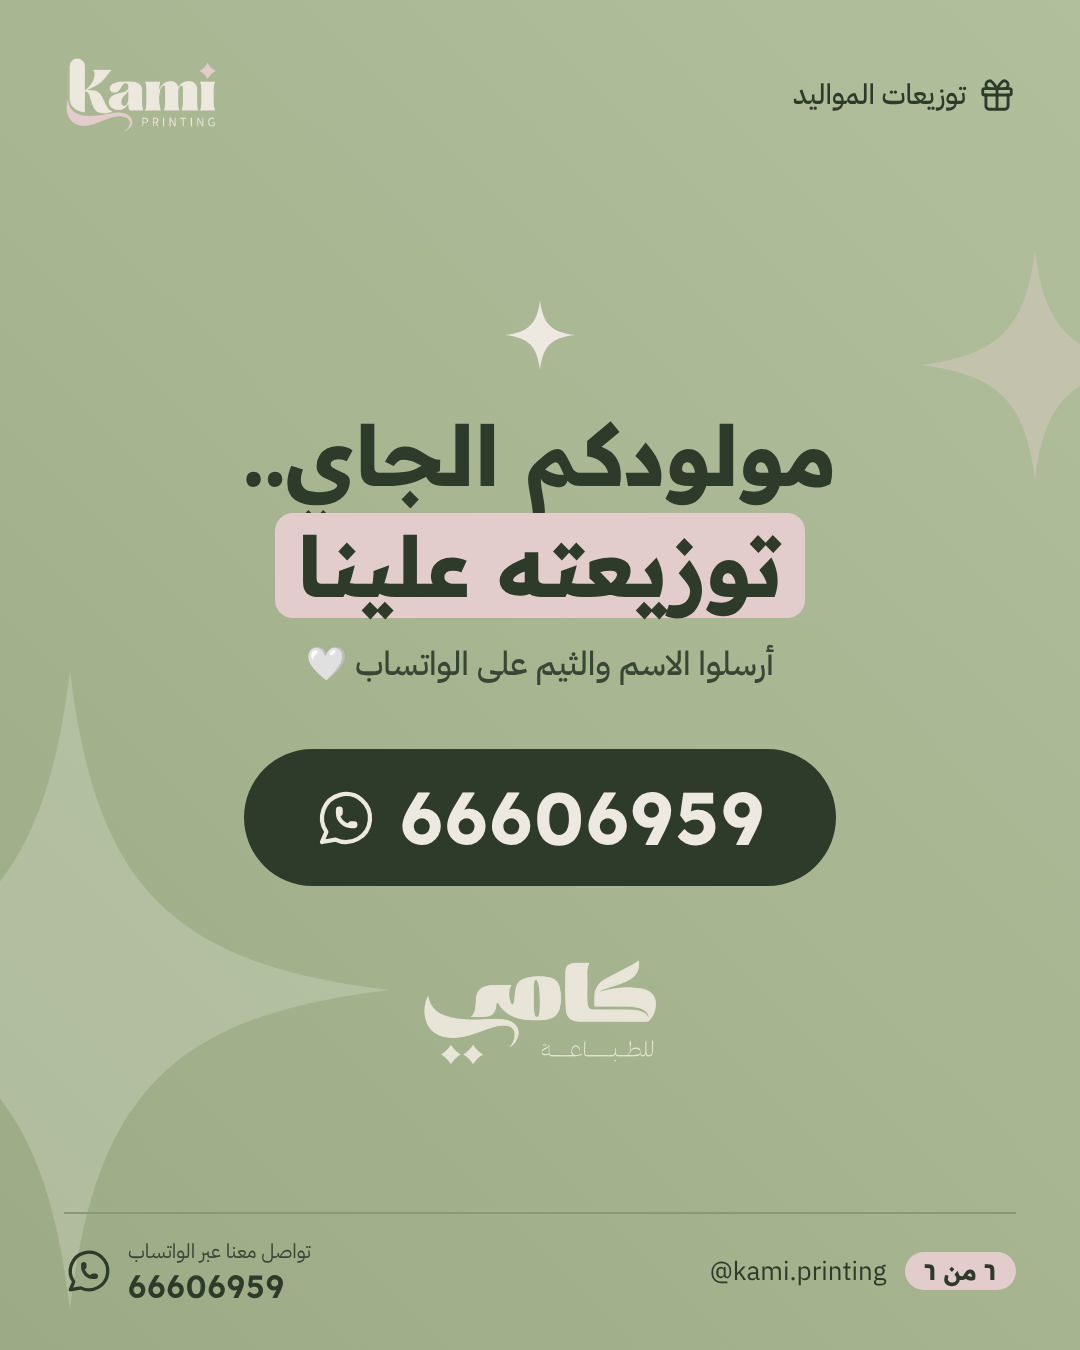 Kami
PRINTING
توزيعات المواليد
مولودكم الجاي..
توزيعته علينا
أرسلوا الاسم والثيم على الواتساب 🤍
66606959
كامي
للطباعة
تواصل معنا عبر الواتساب
66606959
@kami.printing
٦ من ٦